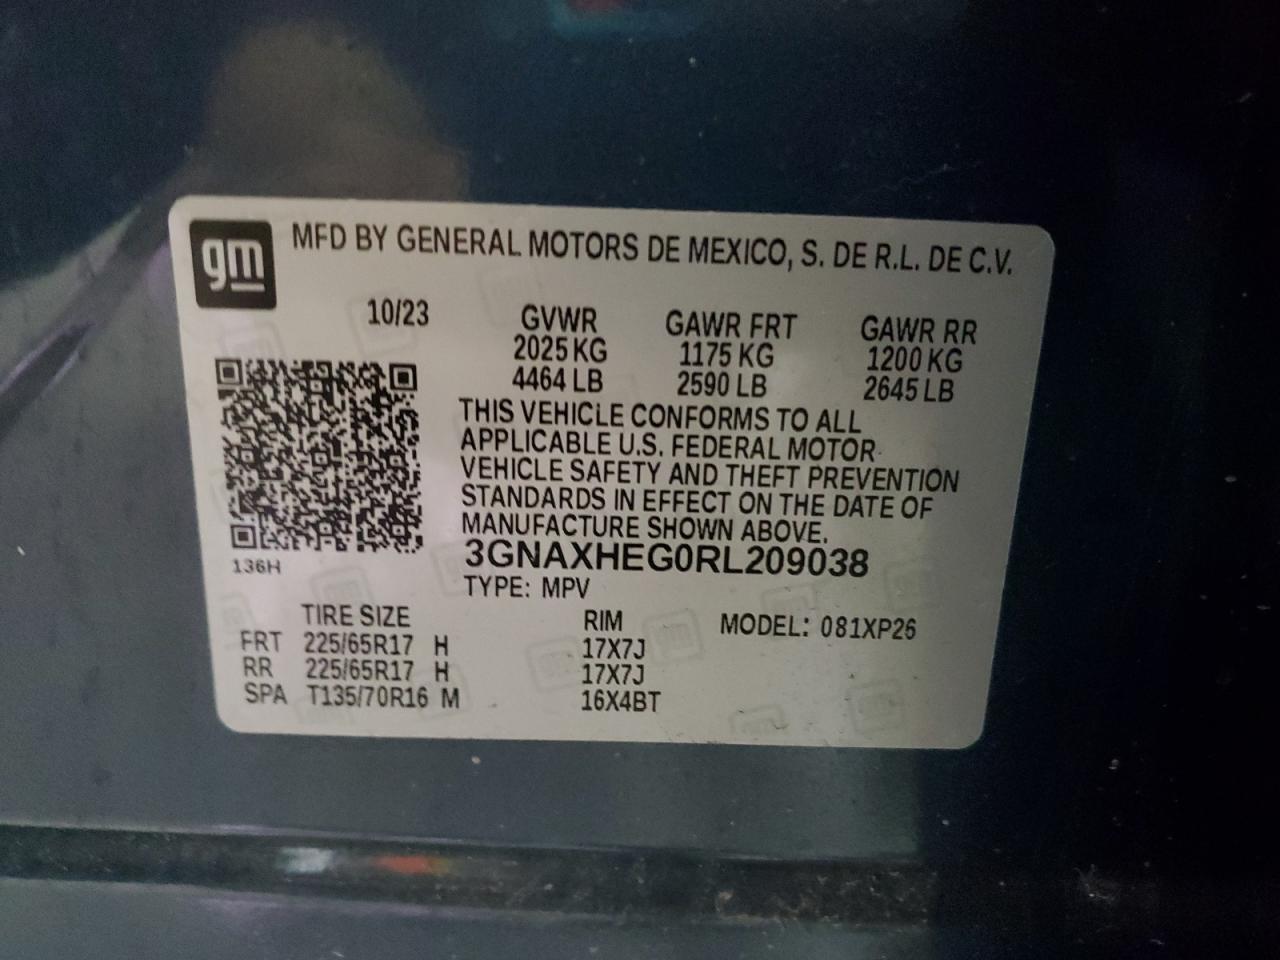 gm MFD BY GENERAL MOTORS DE MEXICO, S. DE R.L. DE C.V.
10/23 GVWR GAWR FRT GAWR RR
2025 KG 1175 KG 1200 KG
4464 LB 2590 LB 2645 LB
THIS VEHICLE CONFORMS TO ALL
APPLICABLE U.S. FEDERAL MOTOR
VEHICLE SAFETY AND THEFT PREVENTION
STANDARDS IN EFFECT ON THE DATE OF
MANUFACTURE SHOWN ABOVE.
3GNAXHEG0RL209038
136H
TYPE: MPV
TIRE SIZE RIM MODEL: 081XP26
FRT 225/65R17 H 17X7J
RR 225/65R17 H 17X7J
SPA T135/70R16 M 16X4BT